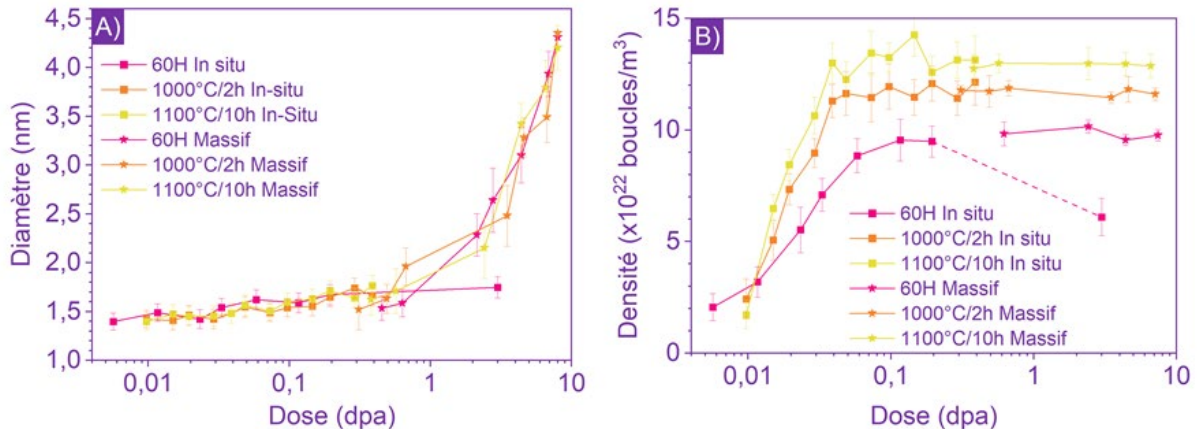 A)
4,5
4,0
3,5
3,0
2,5
2,0
1,5
1,0
Diamètre (nm)
60H In situ
1000°C/2h In-situ
1100°C/10h In-Situ
60H Massif
1000°C/2h Massif
1100°C/10h Massif
0,01
0,1
1
10
Dose (dpa)
B)
15
10
5
0
Densité (x10²² boucles/m³)
60H In situ
1000°C/2h In situ
1100°C/10h In situ
60H Massif
1000°C/2h Massif
1100°C/10h Massif
0,01
0,1
1
10
Dose (dpa)